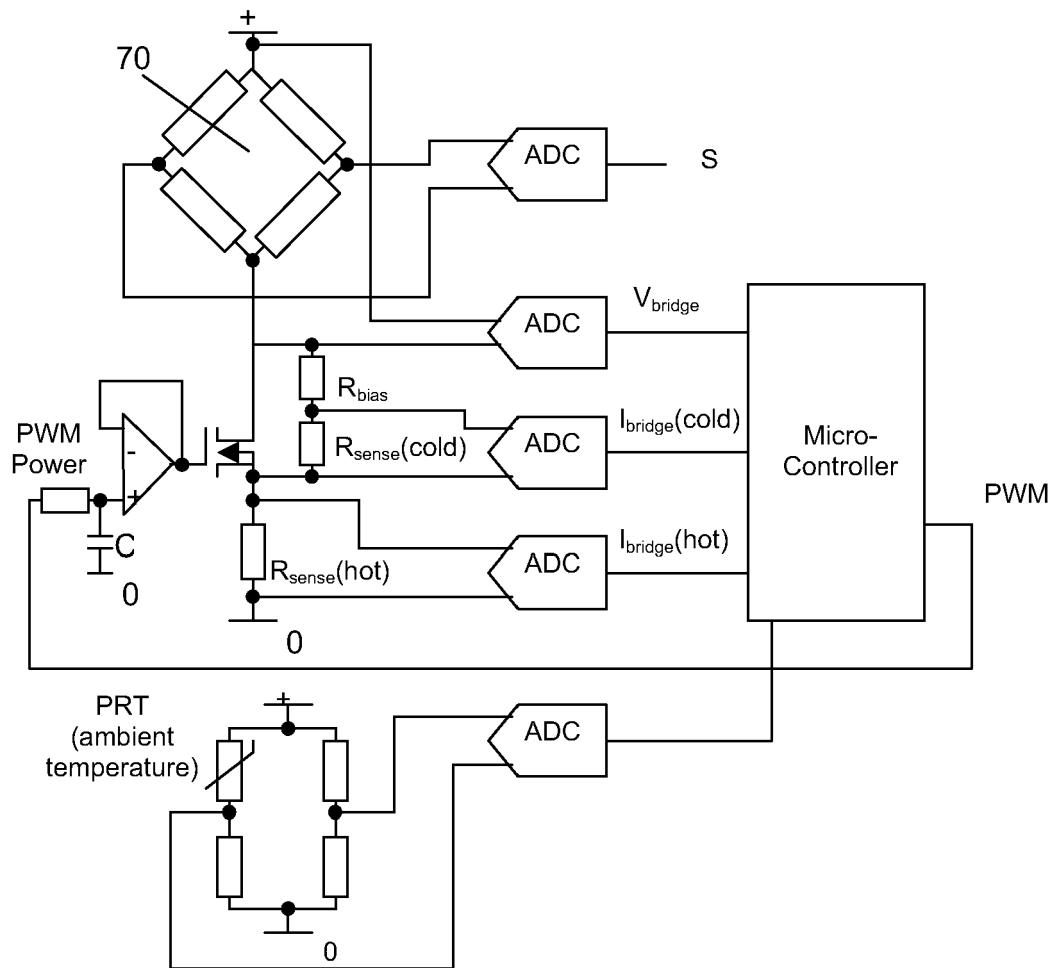 +
70
ADC
S
ADC
V_bridge
R_bias
PWM
Power
-
+
R_sense(cold)
ADC
I_bridge(cold)
Micro-
Controller
PWM
C
0
R_sense(hot)
ADC
I_bridge(hot)
0
PRT
(ambient
temperature)
+
ADC
0